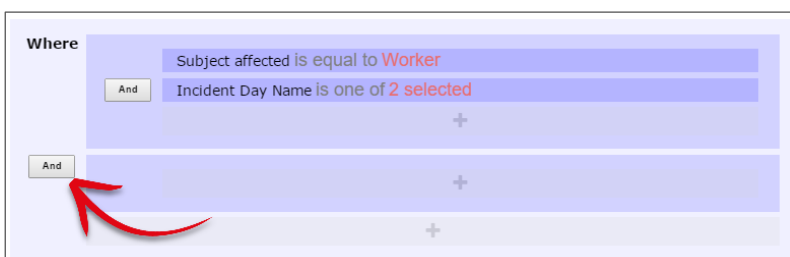 Where
Subject affected is equal to Worker
And
Incident Day Name is one of 2 selected
+
And
+
+